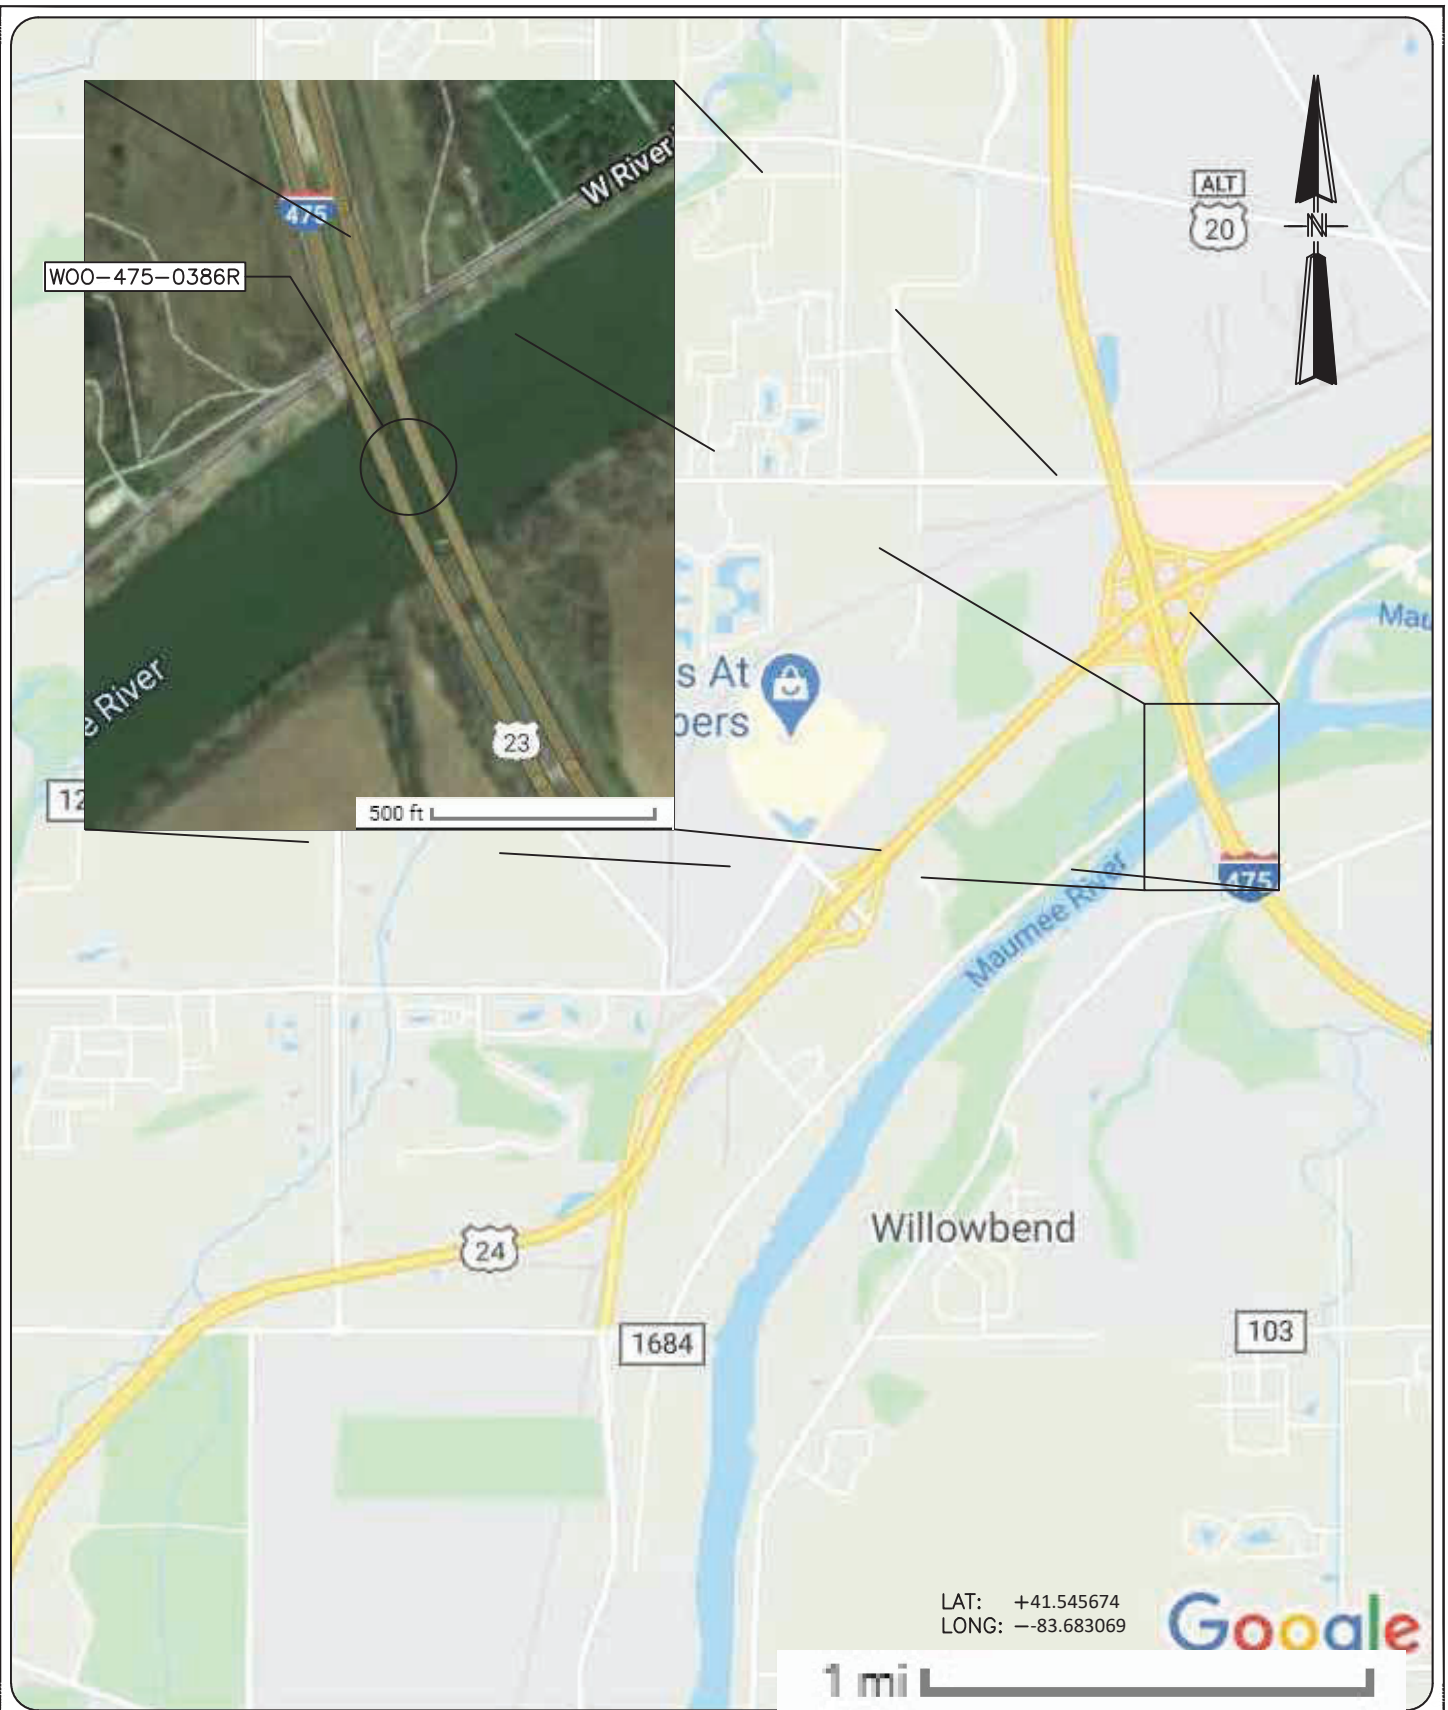 ALT
20
N
W River
475
WOO-475-0386R
Mau
s At
pers
e River
23
12
500 ft
475
Maumee River
Willowbend
24
1684
103
LAT: +41.545674
LONG: –-83.683069
Google
1 mi